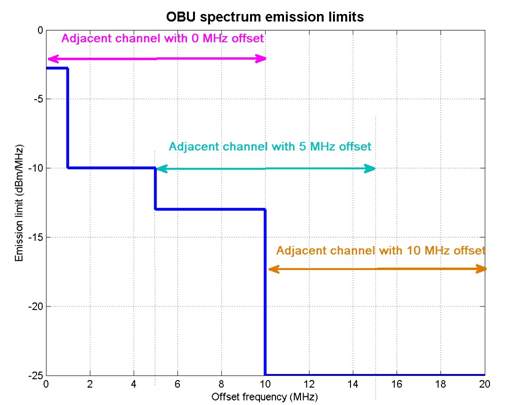 OBU spectrum emission limits
Adjacent channel with 0 MHz offset
Adjacent channel with 5 MHz offset
Adjacent channel with 10 MHz offset
Emission limit (dBm/MHz)
0
-5
-10
-15
-20
-25
0 2 4 6 8 10 12 14 16 18 20
Offset frequency (MHz)